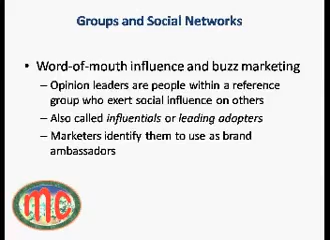 Groups and Social Networks
• Word-of-mouth influence and buzz marketing
– Opinion leaders are people within a reference
group who exert social influence on others
– Also called influentials or leading adopters
– Marketers identify them to use as brand
ambassadors
mc